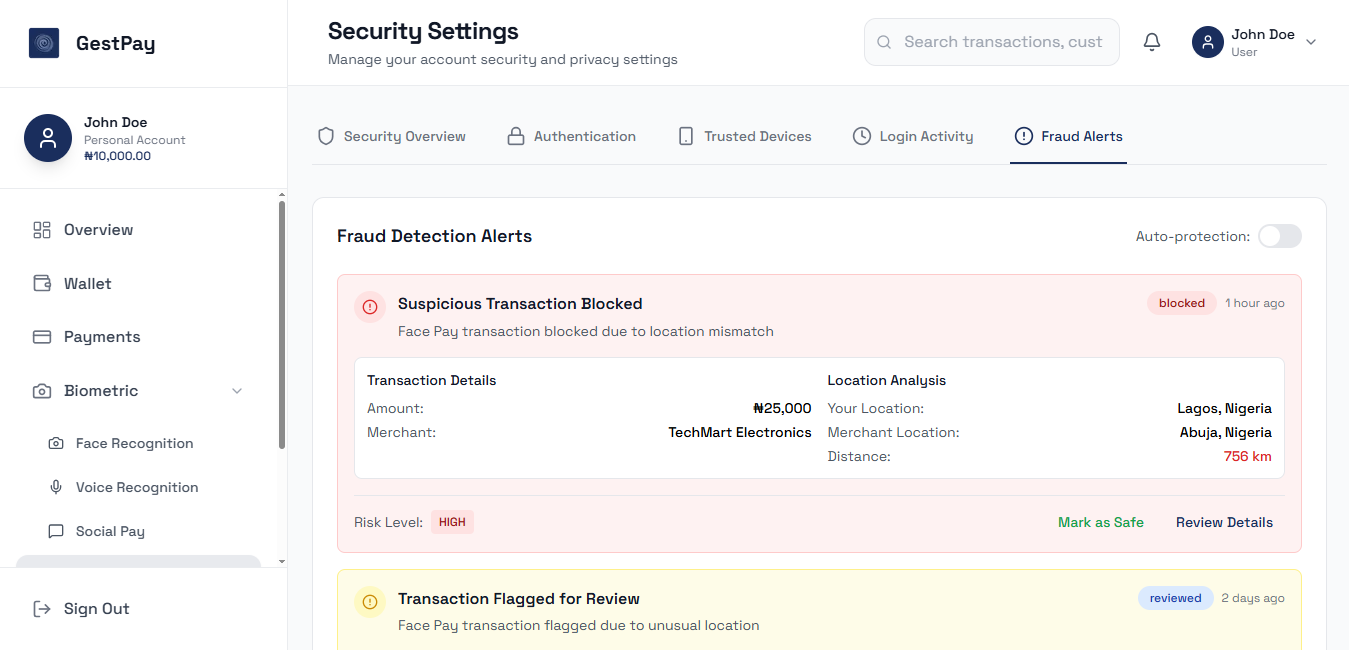 GestPay
John Doe
Personal Account
₦10,000.00
Overview
Wallet
Payments
Biometric
Face Recognition
Voice Recognition
Social Pay
Sign Out
Security Settings
Manage your account security and privacy settings
Search transactions, cust
John Doe
User
Security Overview
Authentication
Trusted Devices
Login Activity
Fraud Alerts
Fraud Detection Alerts
Auto-protection:
Suspicious Transaction Blocked
blocked
1 hour ago
Face Pay transaction blocked due to location mismatch
Transaction Details
Amount: ₦25,000
Merchant: TechMart Electronics
Location Analysis
Your Location: Lagos, Nigeria
Merchant Location: Abuja, Nigeria
Distance: 756 km
Risk Level: HIGH
Mark as Safe
Review Details
Transaction Flagged for Review
reviewed
2 days ago
Face Pay transaction flagged due to unusual location